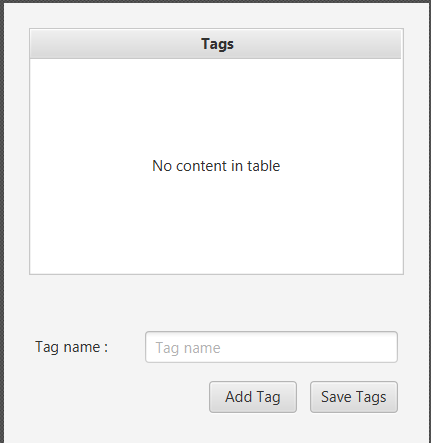 Tags
No content in table
Tag name :
Tag name
Add Tag
Save Tags